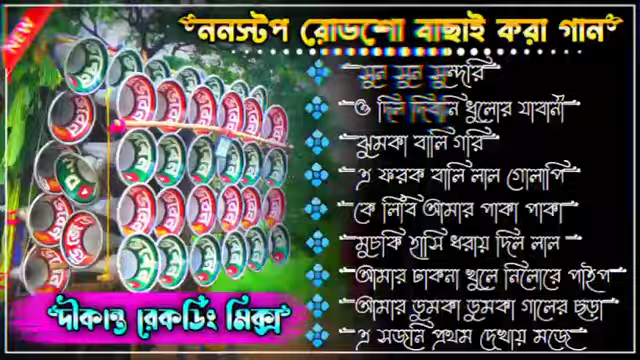 NEW
ননস্টপ রোডশো বাছাই করা গান
সুন সুন সুন্দরি
ও দিল দিবানি ধুলোর যাবানী
ঝুমকা বালি গরি
এ ফরক বালি লাল গোলাপি
কে লিবি আমার পাকা পাকা
মুচকি হাসি ধরায় দিল লাল
আমার ঢাকনা খুলে নিলোরে পাইপ
আমার ডুমকা ডুমকা গালের ছড়া
এ সজনি প্রথম দেখায় মজে
দীকান্ত রেকর্ডিং মিক্স